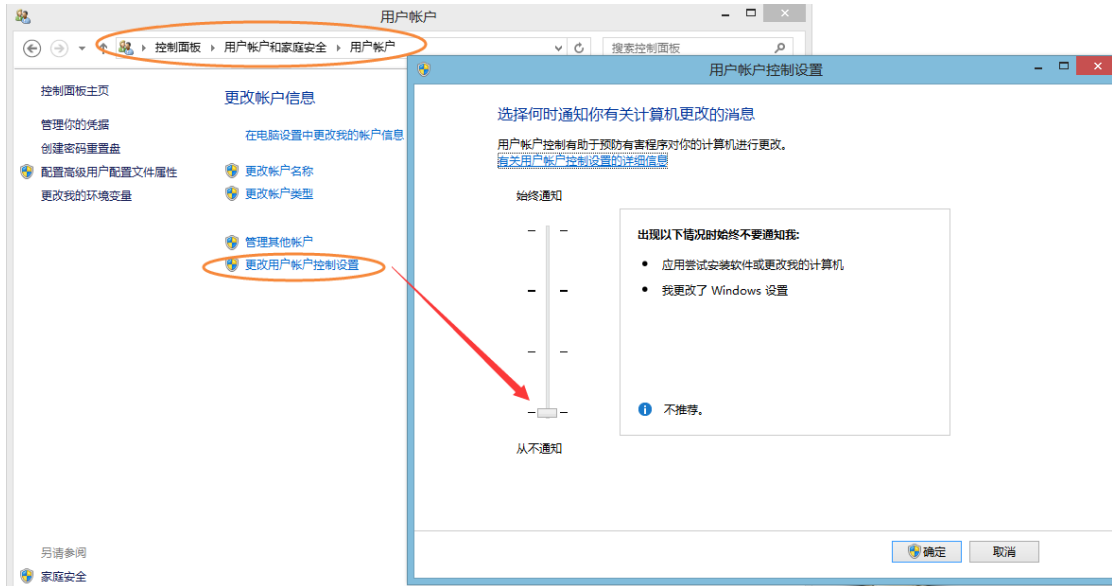 用户帐户
控制面板 用户帐户和家庭安全 用户帐户
搜索控制面板
控制面板主页
管理你的凭据
创建密码重置盘
配置高级用户配置文件属性
更改我的环境变量
更改帐户信息
在电脑设置中更改我的帐户信息
更改帐户名称
更改帐户类型
管理其他帐户
更改用户帐户控制设置
另请参阅
家庭安全
用户帐户控制设置
选择何时通知你有关计算机更改的消息
用户帐户控制有助于预防有害程序对你的计算机进行更改。
有关用户帐户控制设置的详细信息
始终通知
出现以下情况时始终不要通知我:
应用尝试安装软件或更改我的计算机
我更改了 Windows 设置
不推荐。
从不通知
确定 取消